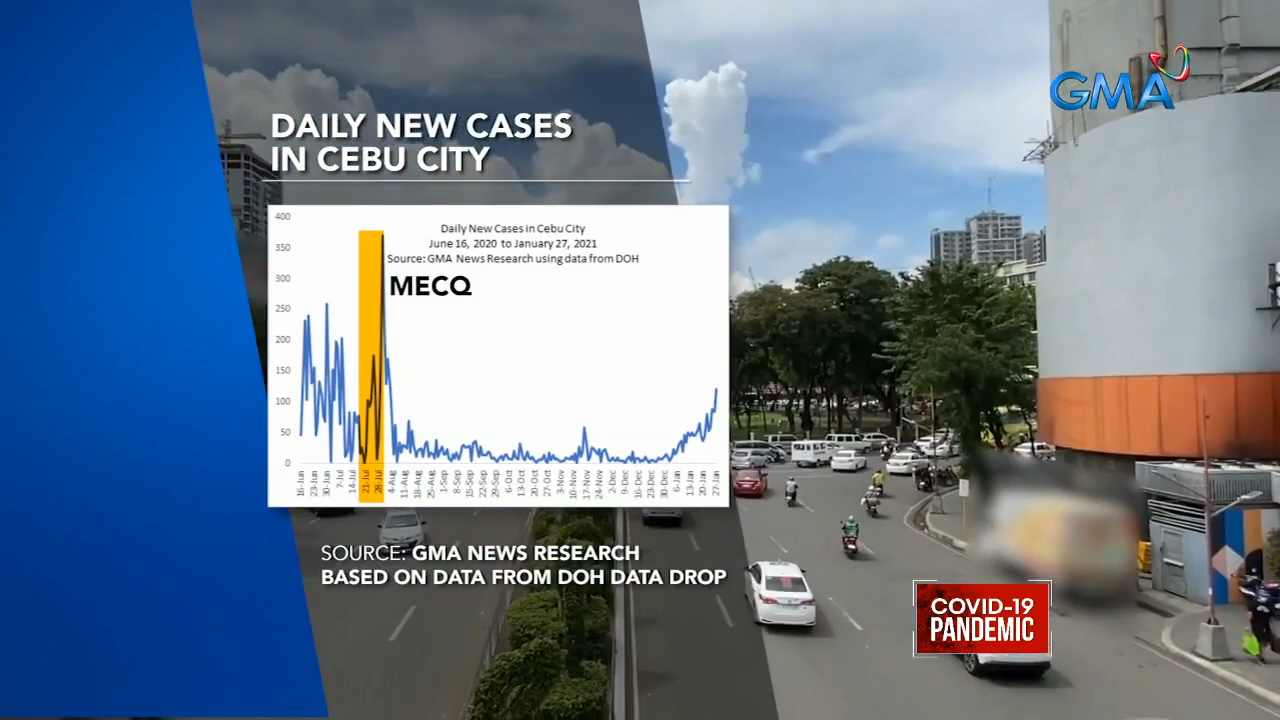 GMA
DAILY NEW CASES
IN CEBU CITY
Daily New Cases in Cebu City
June 16, 2020 to January 27, 2021
Source: GMA News Research using data from DOH
MECQ
400
350
300
250
200
150
100
50
0
16-Jun
23-Jun
30-Jun
7-Jul
14-Jul
21-Jul
28-Jul
4-Aug
11-Aug
18-Aug
25-Aug
1-Sep
8-Sep
15-Sep
22-Sep
29-Sep
6-Oct
13-Oct
20-Oct
27-Oct
3-Nov
10-Nov
17-Nov
24-Nov
2-Dec
9-Dec
16-Dec
23-Dec
30-Dec
6-Jan
13-Jan
20-Jan
27-Jan
SOURCE: GMA NEWS RESEARCH
BASED ON DATA FROM DOH DATA DROP
COVID-19
PANDEMIC